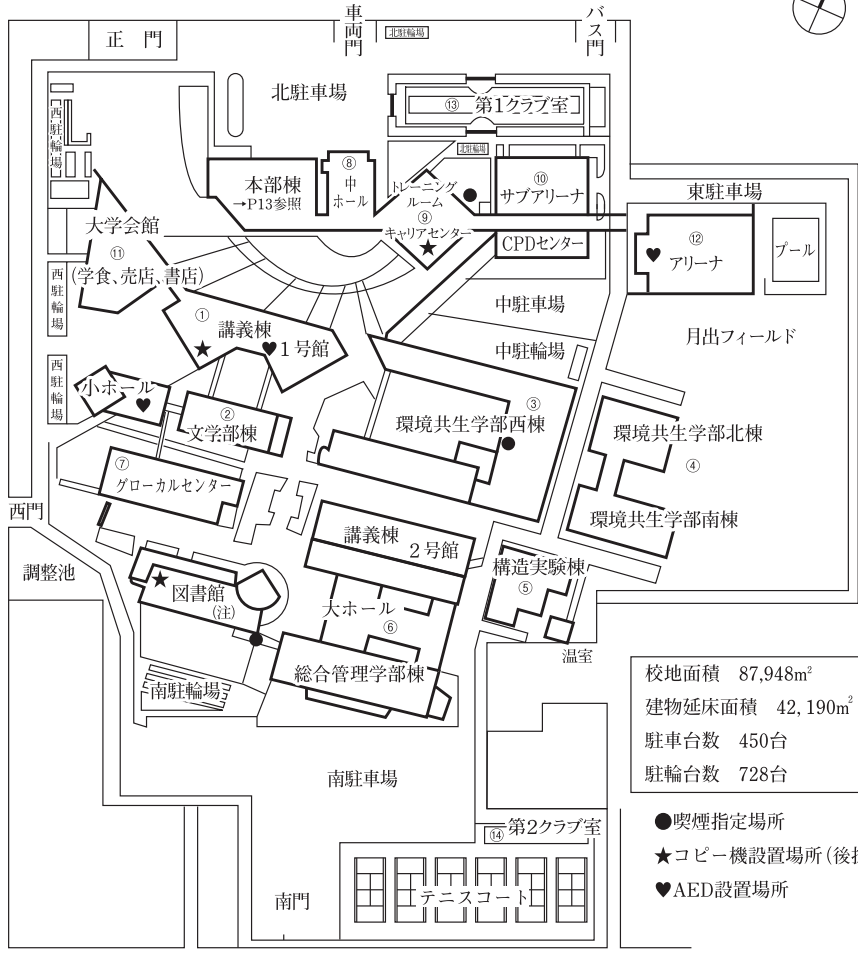 正 門
車両門
北駐輪場
バス門
北駐車場
⑬ 第1クラブ室
西駐輪場
北駐輪場
本部棟
→P13参照
⑧
中
ホール
トレーニング
ルーム
⑨
キャリアセンター
★
●
⑩
サブアリーナ
CPDセンター
東駐車場
⑫
♥ アリーナ
プール
大学会館
⑪
(学食、売店、書店)
西駐輪場
①
講義棟
★ ♥1号館
中駐車場
中駐輪場
月出フィールド
西駐輪場
小ホール
♥
②
文学部棟
③
環境共生学部西棟
●
環境共生学部北棟
④
環境共生学部南棟
⑦
グローカルセンター
西門
調整池
講義棟
2号館
構造実験棟
⑤
★
図書館
(注)
●
大ホール
⑥
総合管理学部棟
温室
南駐輪場
校地面積 87,948m²
建物延床面積 42,190m²
駐車台数 450台
駐輪台数 728台
南駐車場
⑭ 第2クラブ室
●喫煙指定場所
★コピー機設置場所(後
♥AED設置場所
南門
テニスコート